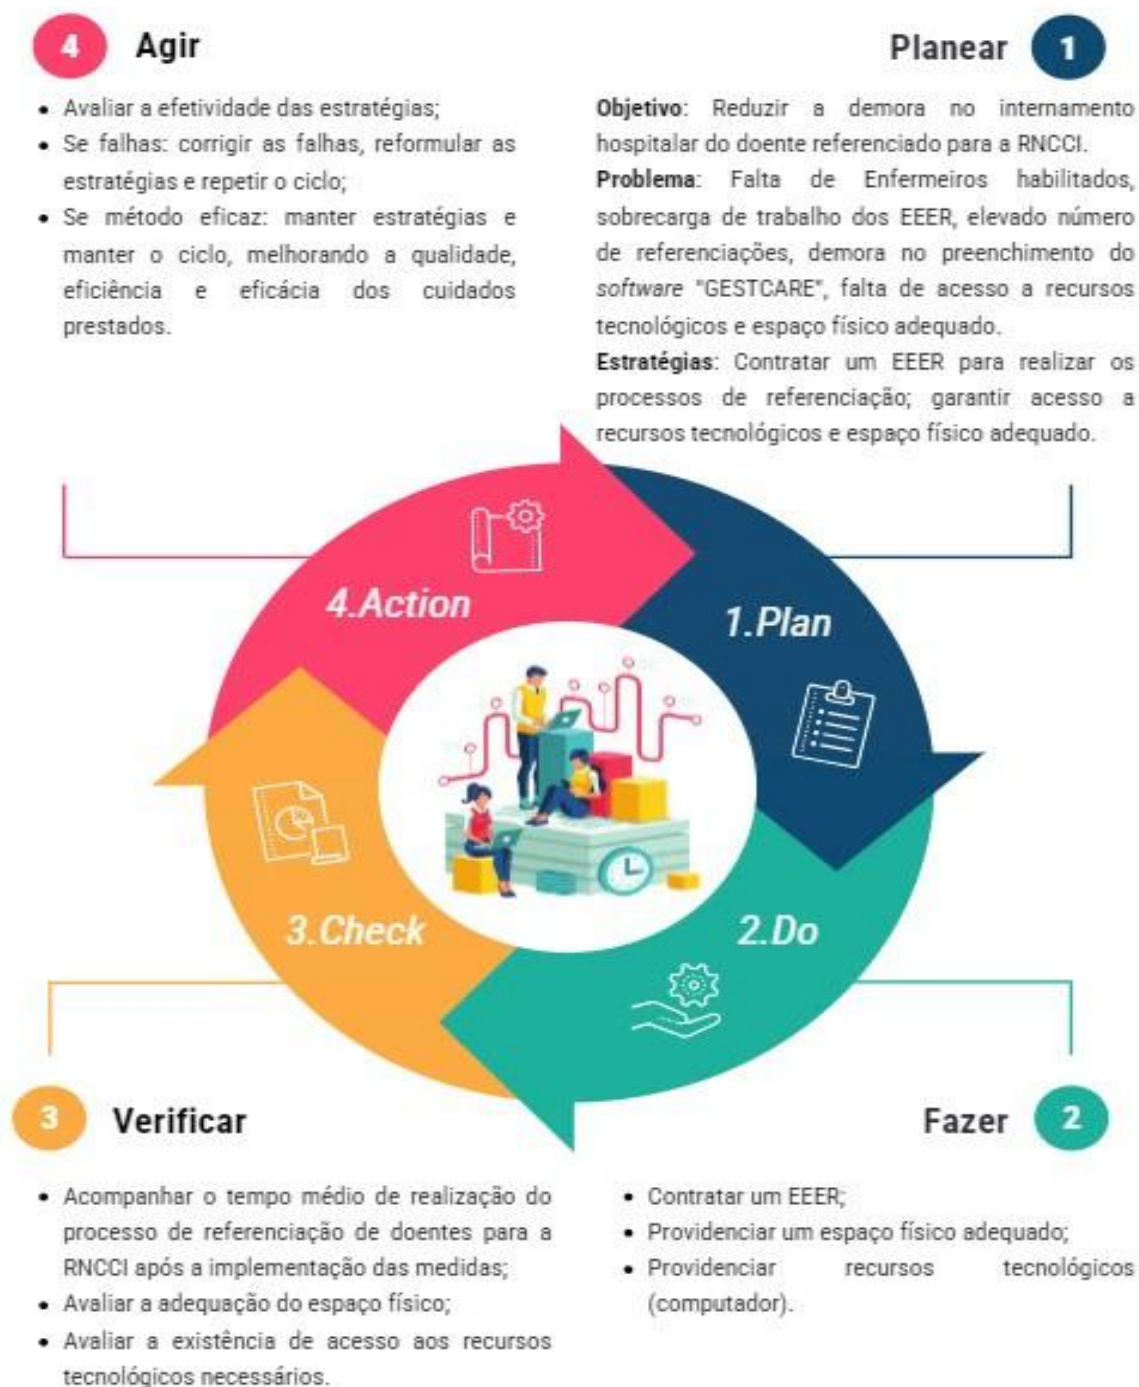 4 Agir
• Avaliar a efetividade das estratégias;
• Se falhas: corrigir as falhas, reformular as
estratégias e repetir o ciclo;
• Se método eficaz: manter estratégias e
manter o ciclo, melhorando a qualidade,
eficiência e eficácia dos cuidados
prestados.
Planear 1
Objetivo: Reduzir a demora no internamento
hospitalar do doente referenciado para a RNCCI.
Problema: Falta de Enfermeiros habilitados,
sobrecarga de trabalho dos EEER, elevado número
de referenciações, demora no preenchimento do
software "GESTCARE", falta de acesso a recursos
tecnológicos e espaço físico adequado.
Estratégias: Contratar um EEER para realizar os
processos de referenciação; garantir acesso a
recursos tecnológicos e espaço físico adequado.
4.Action
1.Plan
3.Check
2.Do
3 Verificar
• Acompanhar o tempo médio de realização do
processo de referenciação de doentes para a
RNCCI após a implementação das medidas;
• Avaliar a adequação do espaço físico;
• Avaliar a existência de acesso aos recursos
tecnológicos necessários.
Fazer 2
• Contratar um EEER;
• Providenciar um espaço físico adequado;
• Providenciar recursos tecnológicos
(computador).